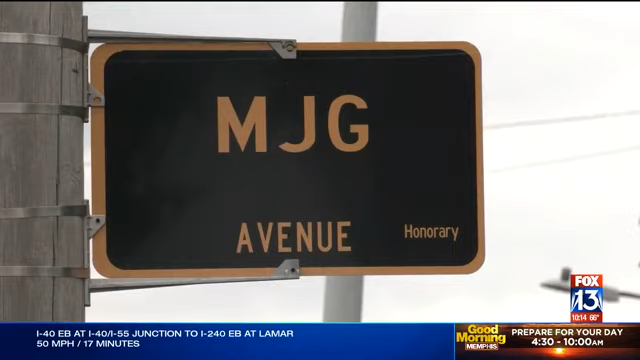 MJG
AVENUE
Honorary
FOX
13
10:14 66°
I-40 EB AT I-40/I-55 JUNCTION TO I-240 EB AT LAMAR
50 MPH / 17 MINUTES
Good
Morning
MEMPHIS
PREPARE FOR YOUR DAY
4:30 - 10:00AM